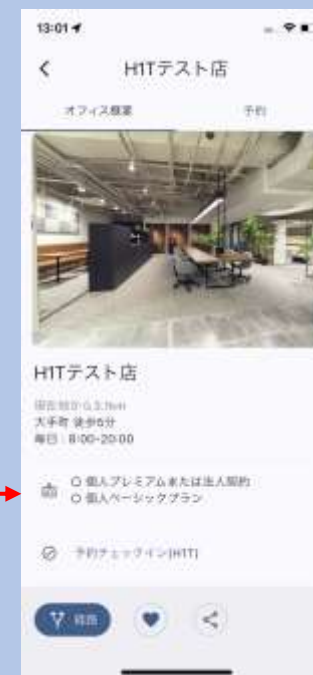 13:01
H1Tテスト店
オフィス概要
予約
H1Tテスト店
大手町 徒歩6分
毎日:8:00-20:00
○ 個人プレミアムまたは法人契約
○ 個人ベーシックプラン
予約チェックイン(H1T)
経路